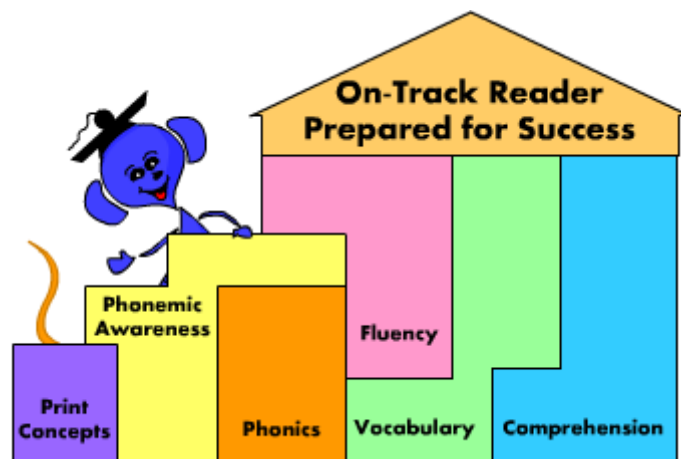 On-Track Reader
Prepared for Success
Phonemic
Awareness
Fluency
Print
Concepts
Phonics
Vocabulary
Comprehension